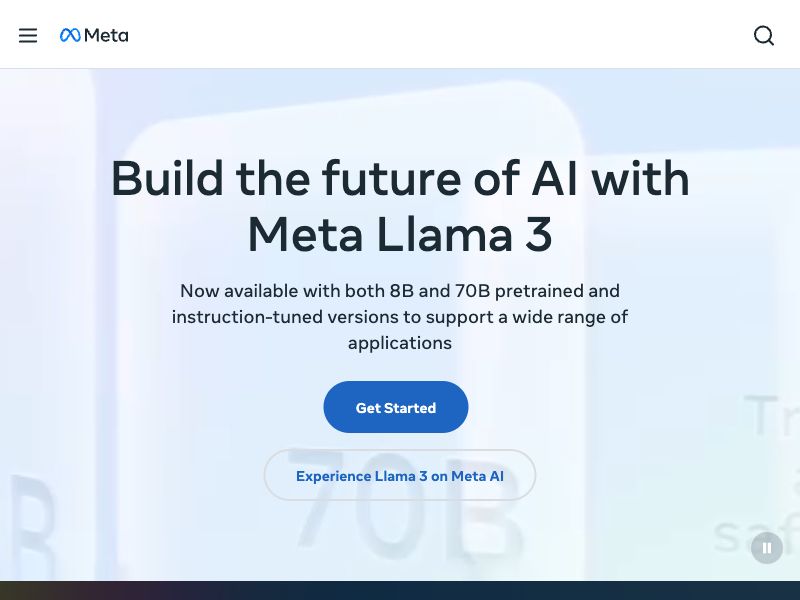 Meta
Build the future of AI with
Meta Llama 3
Now available with both 8B and 70B pretrained and
instruction-tuned versions to support a wide range of
applications
Get Started
Experience Llama 3 on Meta AI
70B
B
Tr
saf